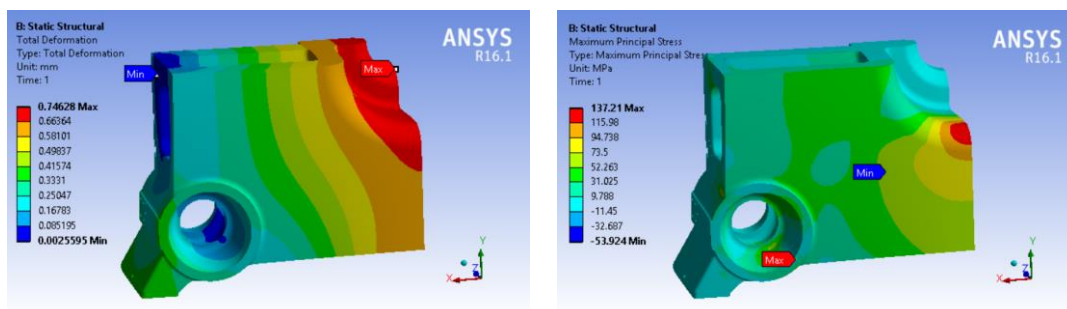 B: Static Structural
Total Deformation
Type: Total Deformation
Unit: mm
Time: 1
ANSYS
R16.1
Min
Max
0.74628 Max
0.66364
0.58101
0.49837
0.41574
0.3331
0.25047
0.16783
0.085195
0.0025595 Min
Y
Z
X
B: Static Structural
Maximum Principal Stress
Type: Maximum Principal Stres
Unit: MPa
Time: 1
ANSYS
R16.1
137.21 Max
115.98
94.738
73.5
52.263
31.025
9.788
-11.45
-32.687
-53.924 Min
Min
Max
Y
Z
X